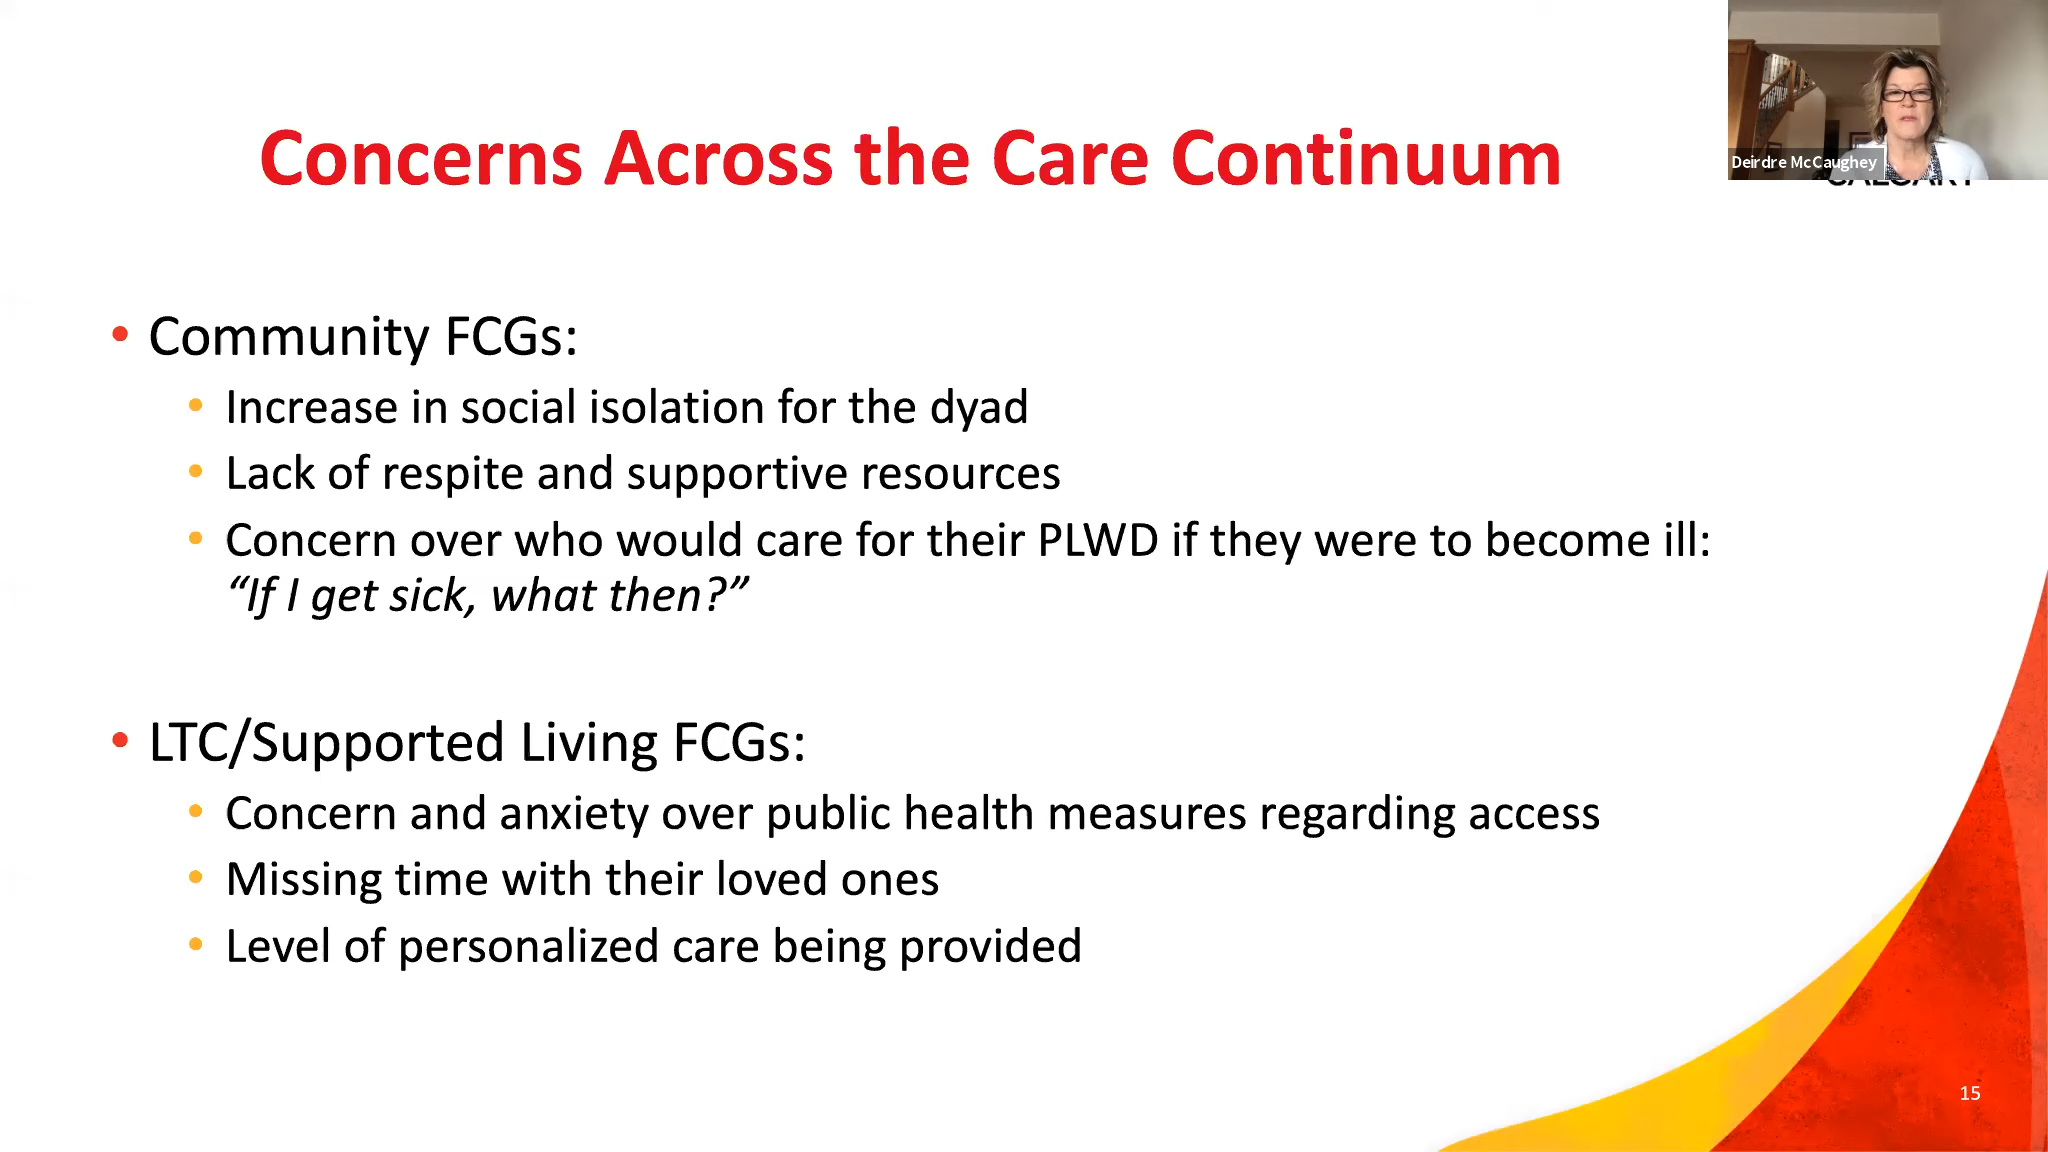 Concerns Across the Care Continuum
Deirdre McCaughey
CALGARY
• Community FCGs:
• Increase in social isolation for the dyad
• Lack of respite and supportive resources
• Concern over who would care for their PLWD if they were to become ill:
“If I get sick, what then?”
• LTC/Supported Living FCGs:
• Concern and anxiety over public health measures regarding access
• Missing time with their loved ones
• Level of personalized care being provided
15